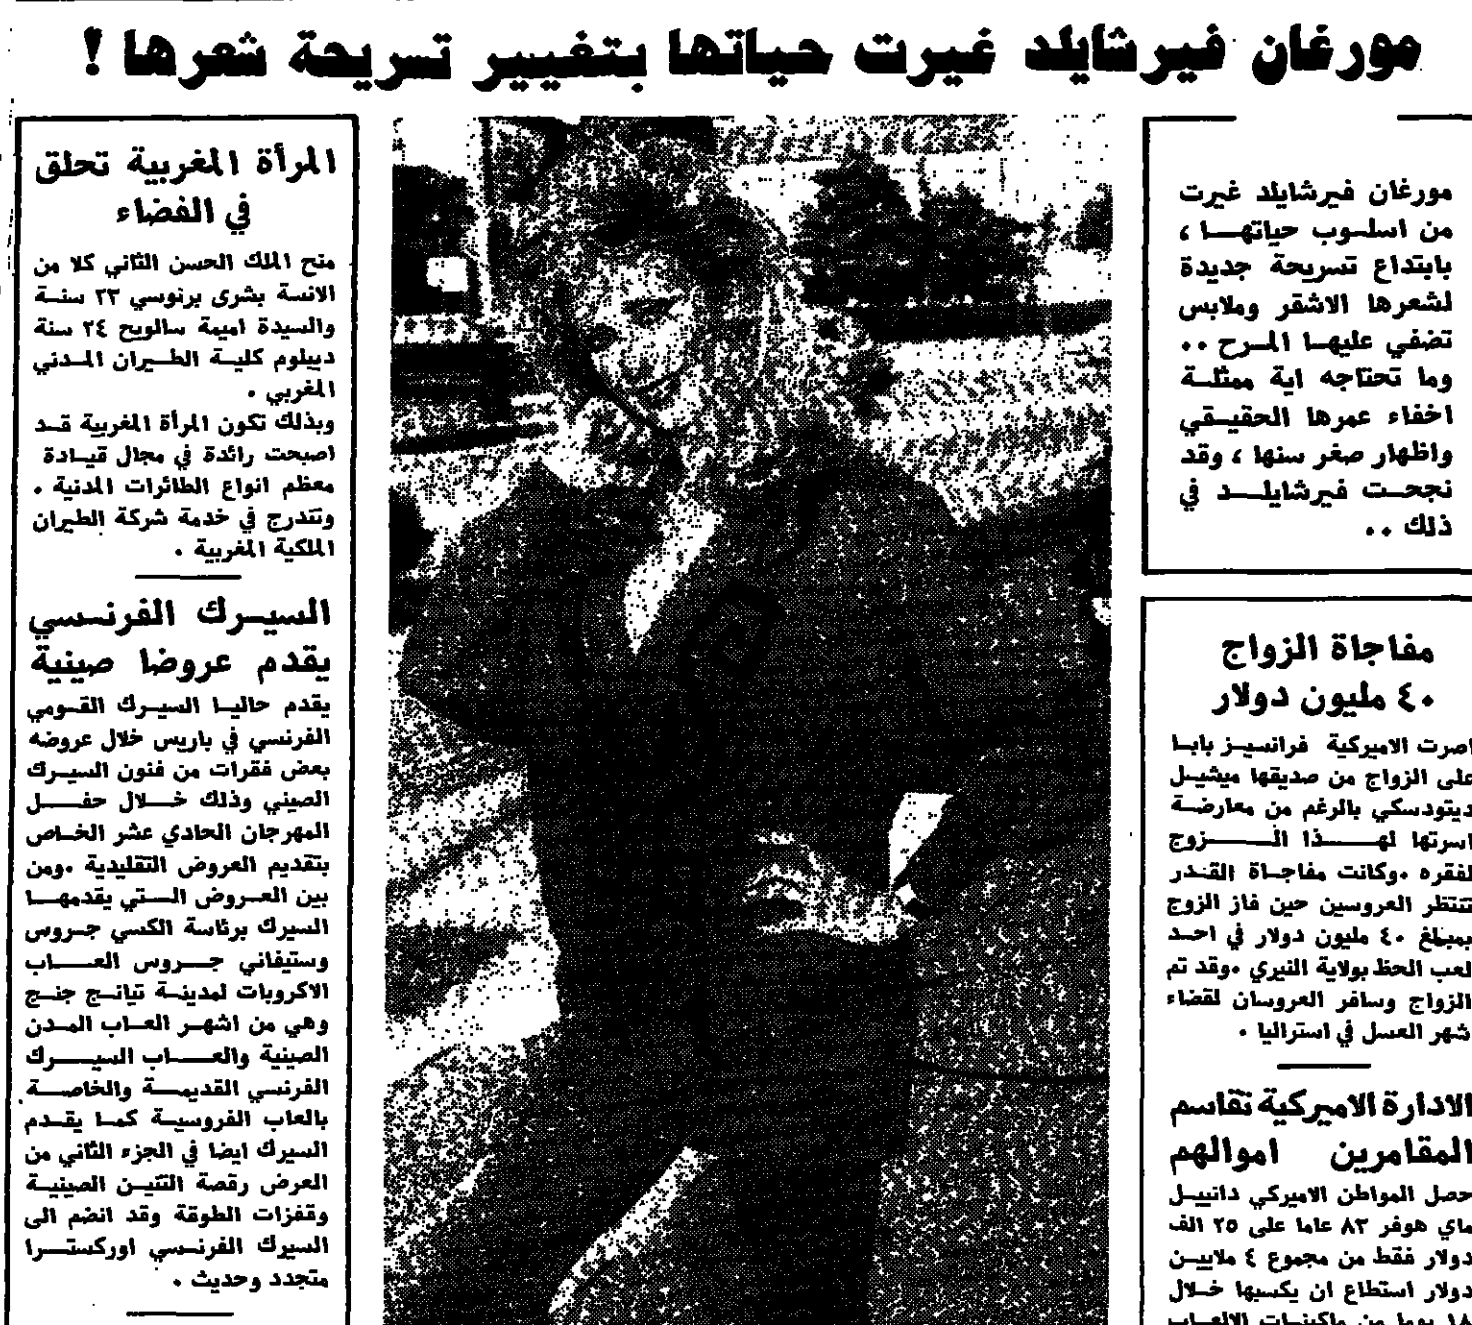 مورغان فيرشايلد غيرت حياتها بتغيير تسريحة شعرها !
مورغان فيرشايلد غيرت
من اسلوب حياتها ،
بابتداع تسريحة جديدة
لشعرها الاشقر وملابس
تضفي عليها المرح ..
وما تحتاجه اية ممثلة
اخفاء عمرها الحقيقي
واظهار صغر سنها ، وقد
نجحت فيرشايلد في
ذلك ..
مفاجاة الزواج
٤٠ مليون دولار
اصرت الاميركية فرانسيز بابا
على الزواج من صديقها ميشيل
ديتودسكي بالرغم من معارضة
اسرتها لهذا الزوج
لفقره . وكانت مفاجاة القدر
تنتظر العروسين حين فاز الزوج
بمبلغ ٤٠ مليون دولار في احد
لعب الحظ بولاية النيري . وقد تم
الزواج وسافر العروسان لقضاء
شهر العسل في استراليا .
الادارة الاميركية تقاسم
المقامرين اموالهم
حصل المواطن الاميركي دانييل
ماي هوفر ٨٢ عاما على ٢٥ الف
دولار فقط من مجموع ٤ ملايين
دولار استطاع ان يكسبها خلال
١٨ يوما من ماكينات الالعاب
المرأة المغربية تحلق
في الفضاء
منح الملك الحسن الثاني كلا من
الانسة بشرى برنوسي ٢٣ سنة
والسيدة اميمة سالويح ٢٤ سنة
ديبلوم كلية الطيران المدني
المغربي .
وبذلك تكون المرأة المغربية قد
اصبحت رائدة في مجال قيادة
معظم انواع الطائرات المدنية .
وتتدرج في خدمة شركة الطيران
الملكية المغربية .
السيرك الفرنسي
يقدم عروضا صينية
يقدم حاليا السيرك القومي
الفرنسي في باريس خلال عروضه
بعض فقرات من فنون السيرك
الصيني وذلك خلال حفل
المهرجان الحادي عشر الخاص
بتقديم العروض التقليدية . ومن
بين العروض التي يقدمها
السيرك برئاسة الكسي جروس
وستيفاني جروس العاب
الاكروبات لمدينة تيانج جنج
وهي من اشهر العاب المدن
الصينية والعاب السيرك
الفرنسي القديمة والخاصة
بالعاب الفروسية كما يقدم
السيرك ايضا في الجزء الثاني من
العرض رقصة التنين الصينية
وقفزات الطوقة وقد انضم الى
السيرك الفرنسي اوركسترا
متجدد وحديث .